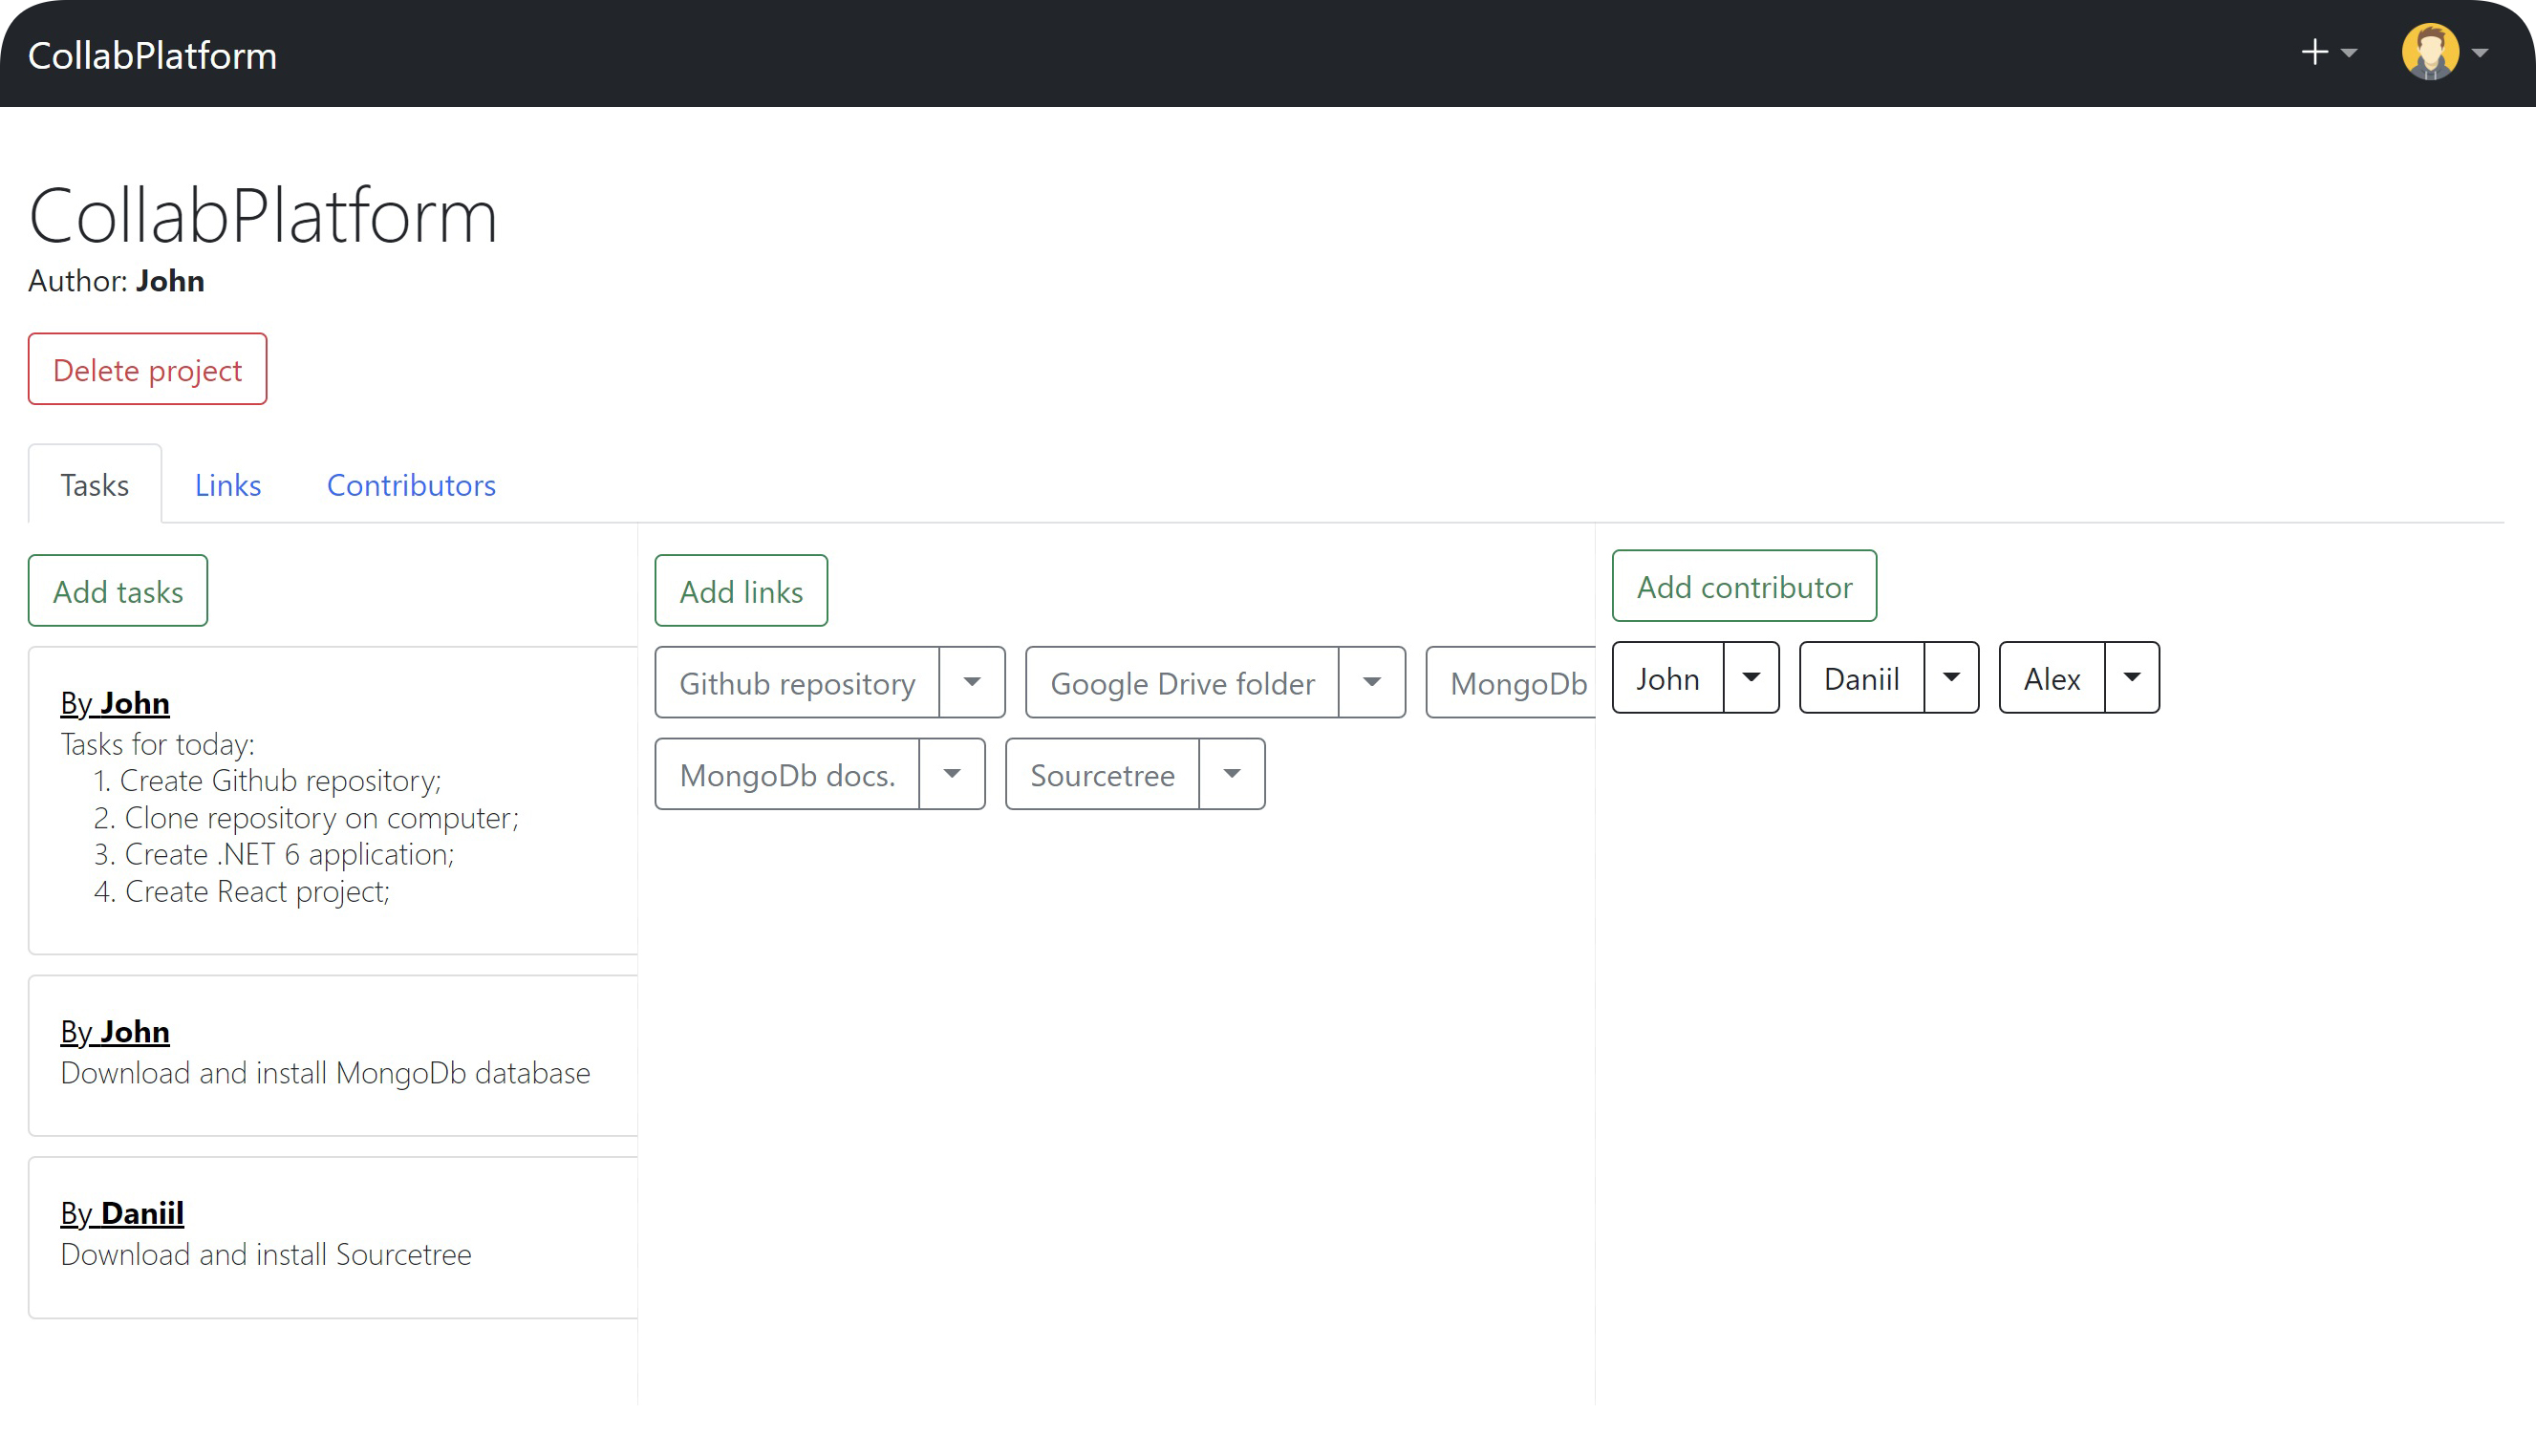 CollabPlatform
CollabPlatform
Author: John
Delete project
Tasks
Links
Contributors
Add tasks
By John
Tasks for today:
1. Create Github repository;
2. Clone repository on computer;
3. Create .NET 6 application;
4. Create React project;
By John
Download and install MongoDb database
By Daniil
Download and install Sourcetree
Add links
Github repository
Google Drive folder
MongoDb
MongoDb docs.
Sourcetree
Add contributor
John
Daniil
Alex